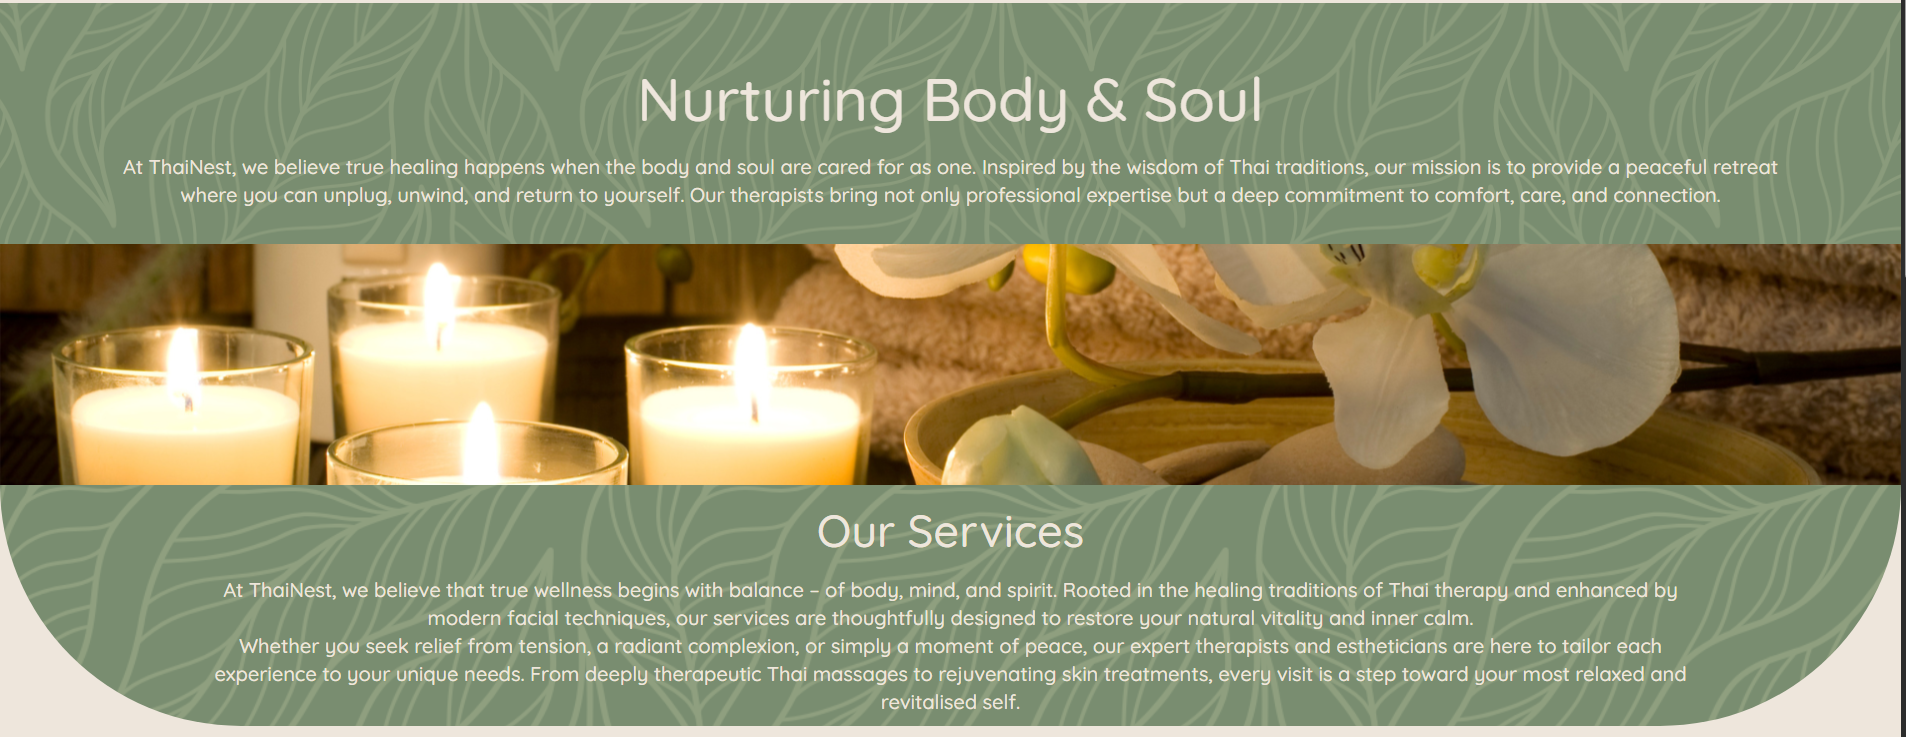 Nurturing Body & Soul
At ThaiNest, we believe true healing happens when the body and soul are cared for as one. Inspired by the wisdom of Thai traditions, our mission is to provide a peaceful retreat
where you can unplug, unwind, and return to yourself. Our therapists bring not only professional expertise but a deep commitment to comfort, care, and connection.
Our Services
At ThaiNest, we believe that true wellness begins with balance – of body, mind, and spirit. Rooted in the healing traditions of Thai therapy and enhanced by
modern facial techniques, our services are thoughtfully designed to restore your natural vitality and inner calm.
Whether you seek relief from tension, a radiant complexion, or simply a moment of peace, our expert therapists and estheticians are here to tailor each
experience to your unique needs. From deeply therapeutic Thai massages to rejuvenating skin treatments, every visit is a step toward your most relaxed and
revitalised self.